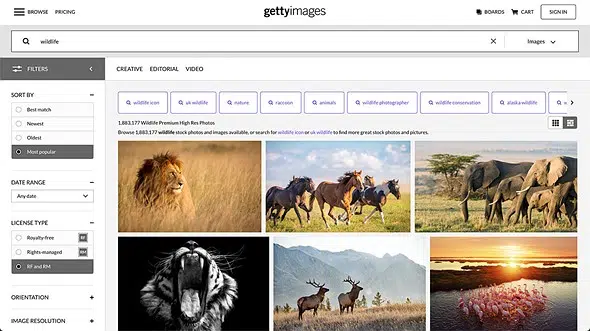 BROWSE
PRICING
gettyimages
BOARDS
CART
SIGN IN
wildlife
Images
FILTERS
CREATIVE
EDITORIAL
VIDEO
SORT BY
Best match
Newest
Oldest
Most popular
DATE RANGE
Any date
LICENSE TYPE
Royalty-free
RF
Rights-managed
RM
RF and RM
ORIENTATION
IMAGE RESOLUTION
wildlife icon
uk wildlife
nature
raccoon
animals
wildlife photographer
wildlife conservation
alaska wildlife
1,883,177 Wildlife Premium High Res Photos
Browse 1,883,177 wildlife stock photos and images available, or search for wildlife icon or uk wildlife to find more great stock photos and pictures.